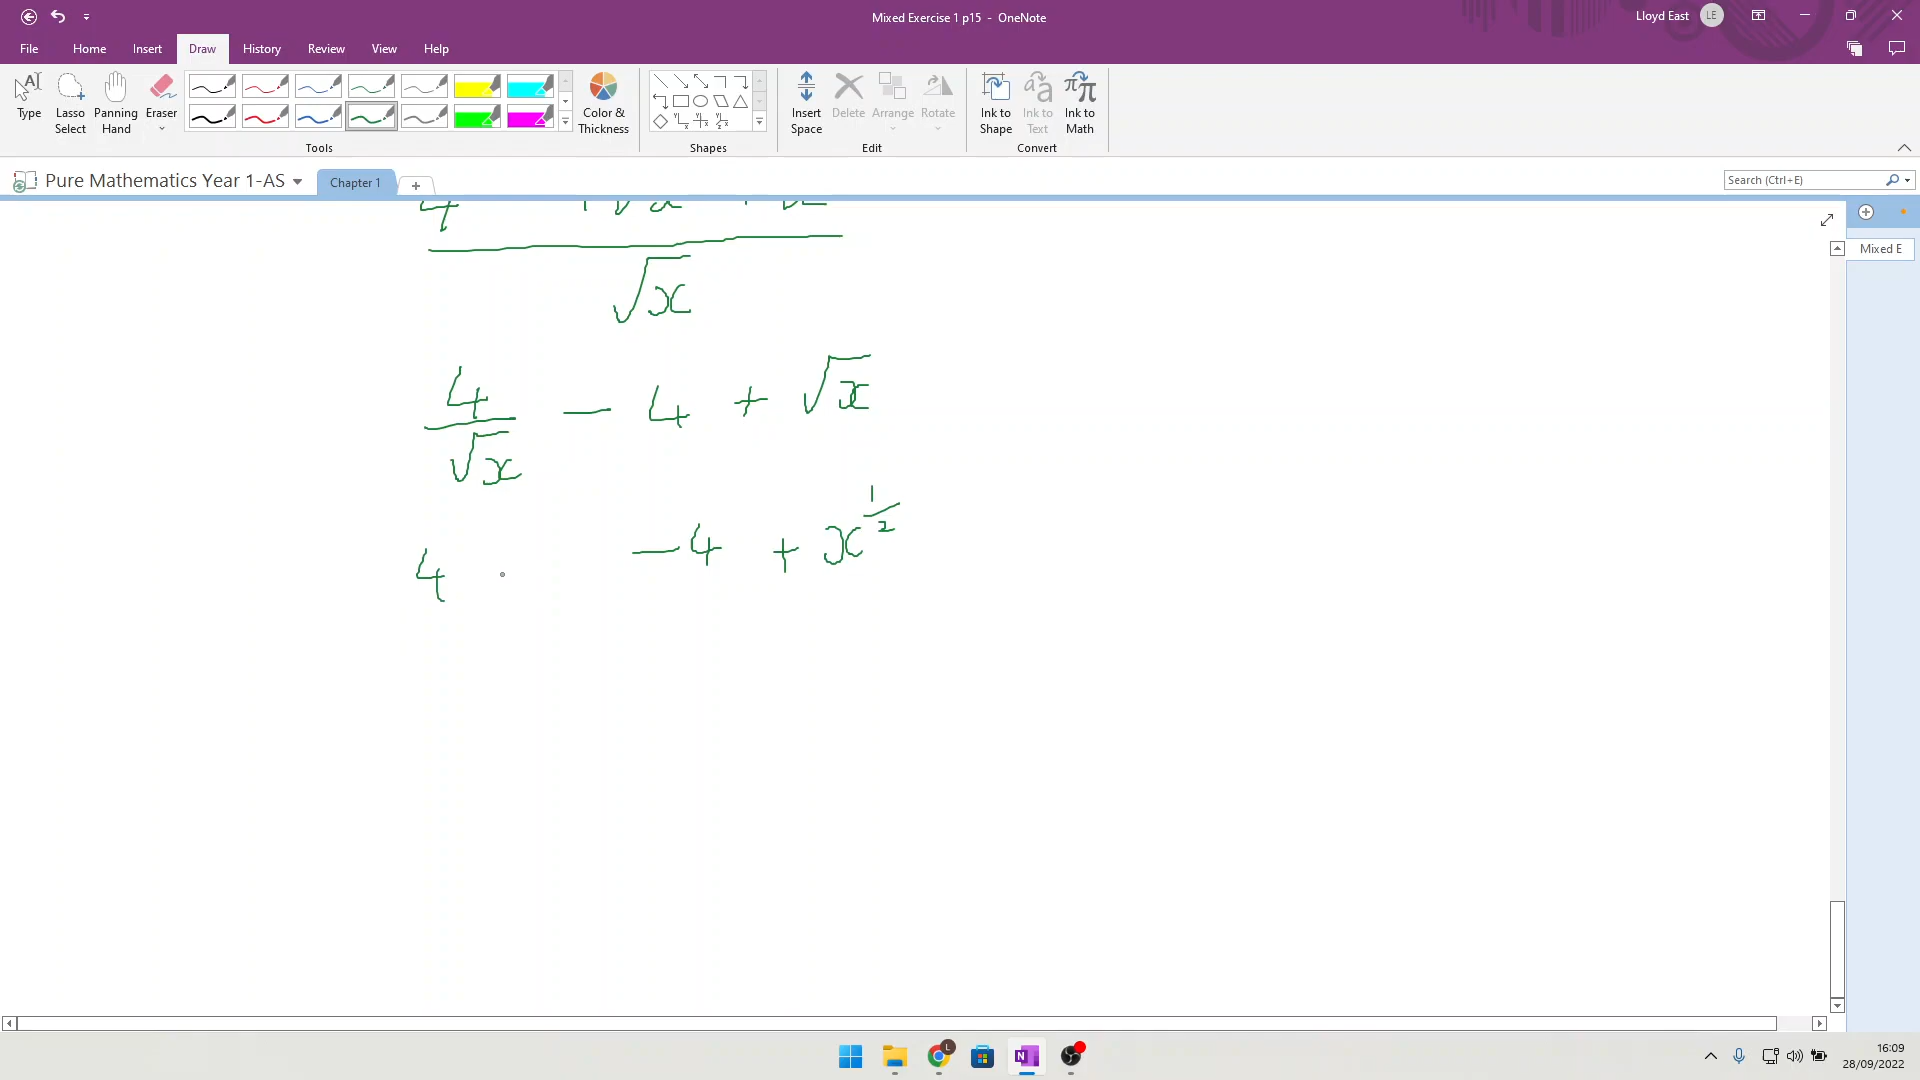 Mixed Exercise 1 p15 - OneNote
Lloyd East LE
File Home Insert Draw History Review View Help
Type
Lasso Select
Panning Hand
Eraser
Color & Thickness
Insert Space
Delete
Arrange
Rotate
Ink to Shape
Ink to Text
Ink to Math
Tools
Shapes
Edit
Convert
Pure Mathematics Year 1-AS
Chapter 1
Search (Ctrl+E)
Mixed E
√x
4/√x - 4 + √x
4 - 4 + x^(1/2)
16:09
28/09/2022